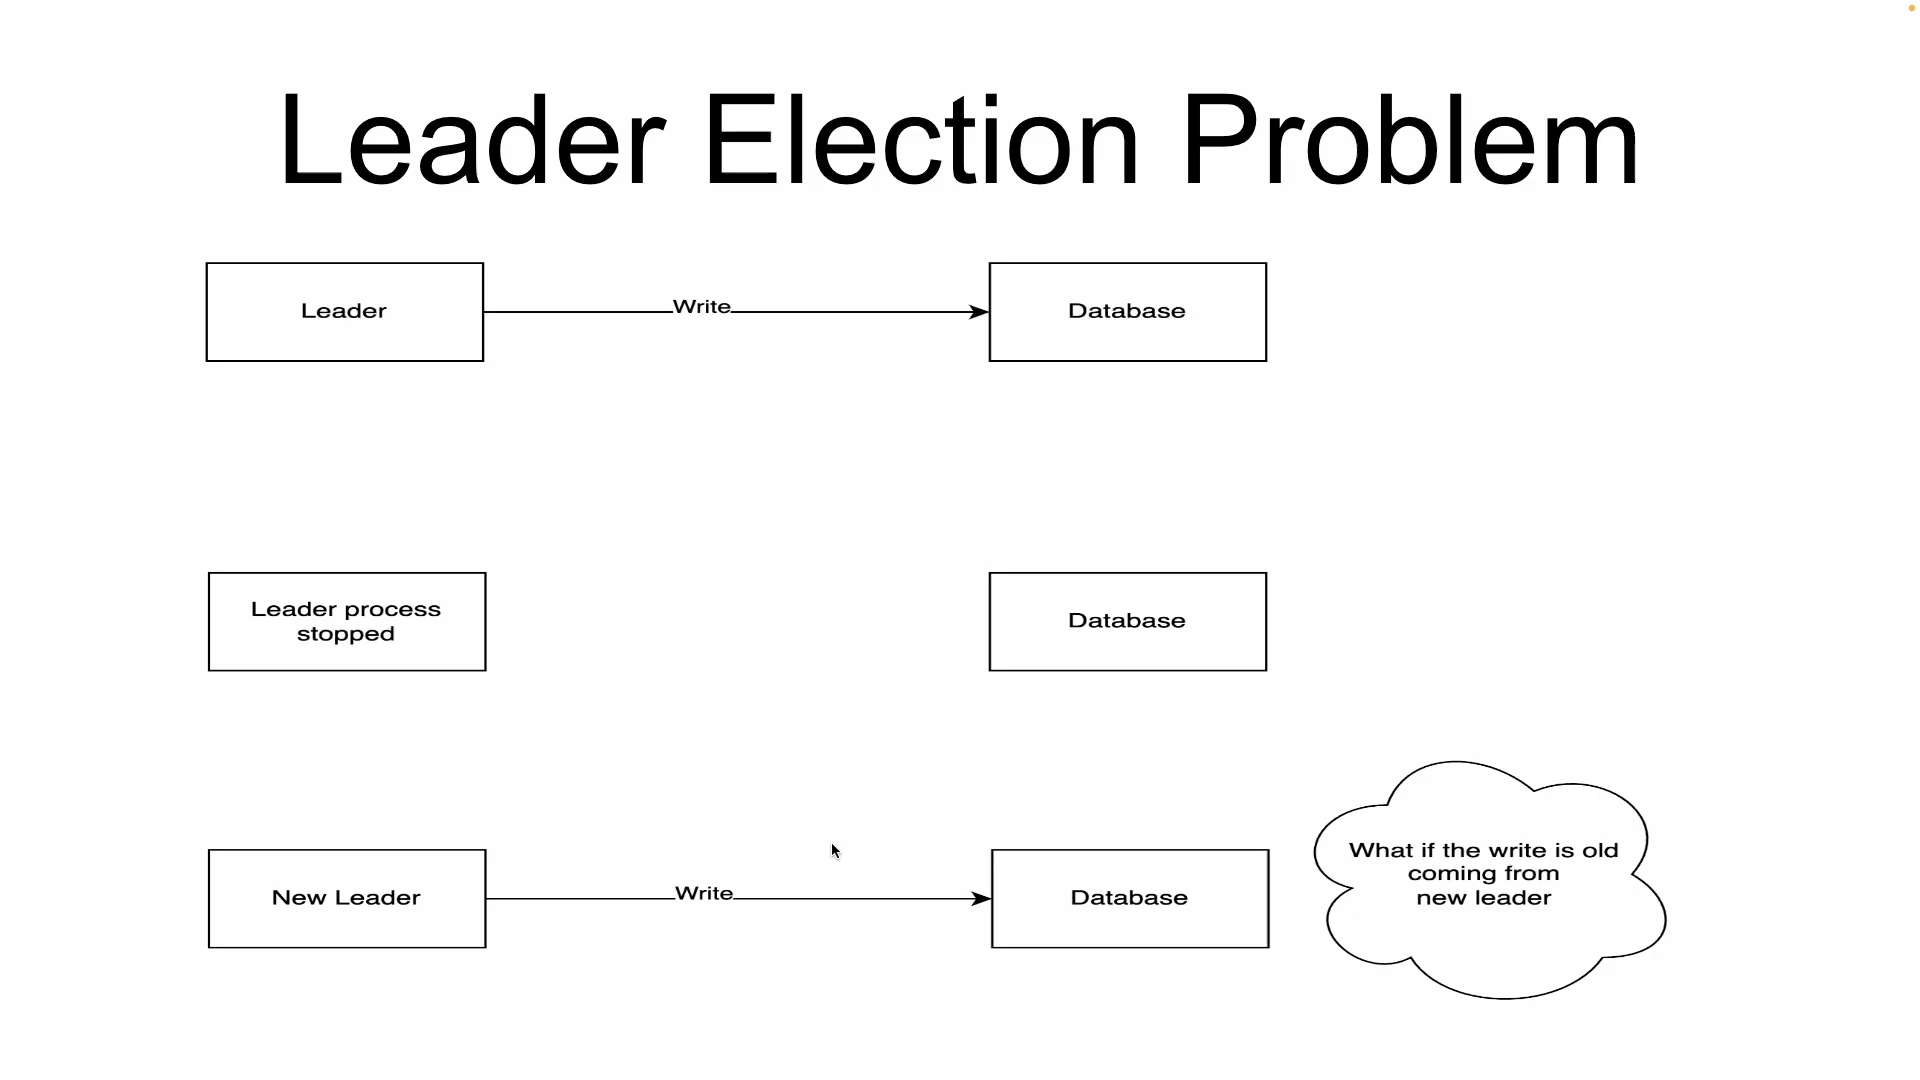 Leader Election Problem
Leader
Write
Database
Leader process
stopped
Database
New Leader
Write
Database
What if the write is old
coming from
new leader